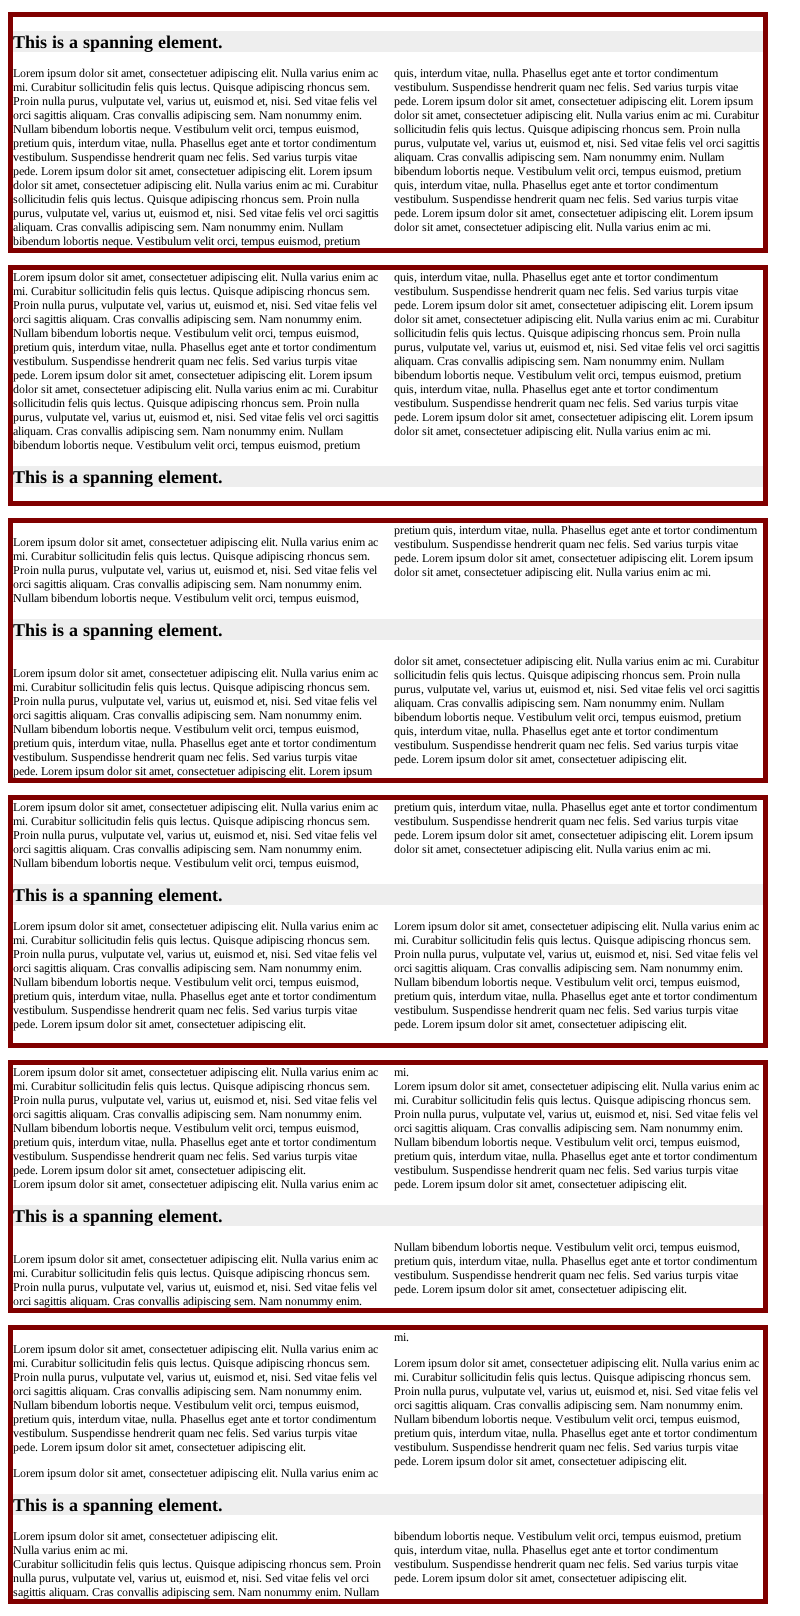 This is a spanning element.
Lorem ipsum dolor sit amet, consectetuer adipiscing elit. Nulla varius enim ac
mi. Curabitur sollicitudin felis quis lectus. Quisque adipiscing rhoncus sem.
Proin nulla purus, vulputate vel, varius ut, euismod et, nisi. Sed vitae felis vel
orci sagittis aliquam. Cras convallis adipiscing sem. Nam nonummy enim.
Nullam bibendum lobortis neque. Vestibulum velit orci, tempus euismod,
pretium quis, interdum vitae, nulla. Phasellus eget ante et tortor condimentum
vestibulum. Suspendisse hendrerit quam nec felis. Sed varius turpis vitae
pede. Lorem ipsum dolor sit amet, consectetuer adipiscing elit. Lorem ipsum
dolor sit amet, consectetuer adipiscing elit. Nulla varius enim ac mi. Curabitur
sollicitudin felis quis lectus. Quisque adipiscing rhoncus sem. Proin nulla
purus, vulputate vel, varius ut, euismod et, nisi. Sed vitae felis vel orci sagittis
aliquam. Cras convallis adipiscing sem. Nam nonummy enim. Nullam
bibendum lobortis neque. Vestibulum velit orci, tempus euismod, pretium
quis, interdum vitae, nulla. Phasellus eget ante et tortor condimentum
vestibulum. Suspendisse hendrerit quam nec felis. Sed varius turpis vitae
pede. Lorem ipsum dolor sit amet, consectetuer adipiscing elit. Lorem ipsum
dolor sit amet, consectetuer adipiscing elit. Nulla varius enim ac mi. Curabitur
sollicitudin felis quis lectus. Quisque adipiscing rhoncus sem. Proin nulla
purus, vulputate vel, varius ut, euismod et, nisi. Sed vitae felis vel orci sagittis
aliquam. Cras convallis adipiscing sem. Nam nonummy enim. Nullam
bibendum lobortis neque. Vestibulum velit orci, tempus euismod, pretium
quis, interdum vitae, nulla. Phasellus eget ante et tortor condimentum
vestibulum. Suspendisse hendrerit quam nec felis. Sed varius turpis vitae
pede. Lorem ipsum dolor sit amet, consectetuer adipiscing elit. Lorem ipsum
dolor sit amet, consectetuer adipiscing elit. Nulla varius enim ac mi.
Lorem ipsum dolor sit amet, consectetuer adipiscing elit. Nulla varius enim ac
mi. Curabitur sollicitudin felis quis lectus. Quisque adipiscing rhoncus sem.
Proin nulla purus, vulputate vel, varius ut, euismod et, nisi. Sed vitae felis vel
orci sagittis aliquam. Cras convallis adipiscing sem. Nam nonummy enim.
Nullam bibendum lobortis neque. Vestibulum velit orci, tempus euismod,
pretium quis, interdum vitae, nulla. Phasellus eget ante et tortor condimentum
vestibulum. Suspendisse hendrerit quam nec felis. Sed varius turpis vitae
pede. Lorem ipsum dolor sit amet, consectetuer adipiscing elit. Lorem ipsum
dolor sit amet, consectetuer adipiscing elit. Nulla varius enim ac mi. Curabitur
sollicitudin felis quis lectus. Quisque adipiscing rhoncus sem. Proin nulla
purus, vulputate vel, varius ut, euismod et, nisi. Sed vitae felis vel orci sagittis
aliquam. Cras convallis adipiscing sem. Nam nonummy enim. Nullam
bibendum lobortis neque. Vestibulum velit orci, tempus euismod, pretium
quis, interdum vitae, nulla. Phasellus eget ante et tortor condimentum
vestibulum. Suspendisse hendrerit quam nec felis. Sed varius turpis vitae
pede. Lorem ipsum dolor sit amet, consectetuer adipiscing elit. Lorem ipsum
dolor sit amet, consectetuer adipiscing elit. Nulla varius enim ac mi. Curabitur
sollicitudin felis quis lectus. Quisque adipiscing rhoncus sem. Proin nulla
purus, vulputate vel, varius ut, euismod et, nisi. Sed vitae felis vel orci sagittis
aliquam. Cras convallis adipiscing sem. Nam nonummy enim. Nullam
bibendum lobortis neque. Vestibulum velit orci, tempus euismod, pretium
quis, interdum vitae, nulla. Phasellus eget ante et tortor condimentum
vestibulum. Suspendisse hendrerit quam nec felis. Sed varius turpis vitae
pede. Lorem ipsum dolor sit amet, consectetuer adipiscing elit. Lorem ipsum
dolor sit amet, consectetuer adipiscing elit. Nulla varius enim ac mi.
This is a spanning element.
Lorem ipsum dolor sit amet, consectetuer adipiscing elit. Nulla varius enim ac
mi. Curabitur sollicitudin felis quis lectus. Quisque adipiscing rhoncus sem.
Proin nulla purus, vulputate vel, varius ut, euismod et, nisi. Sed vitae felis vel
orci sagittis aliquam. Cras convallis adipiscing sem. Nam nonummy enim.
Nullam bibendum lobortis neque. Vestibulum velit orci, tempus euismod,
pretium quis, interdum vitae, nulla. Phasellus eget ante et tortor condimentum
vestibulum. Suspendisse hendrerit quam nec felis. Sed varius turpis vitae
pede. Lorem ipsum dolor sit amet, consectetuer adipiscing elit. Lorem ipsum
dolor sit amet, consectetuer adipiscing elit. Nulla varius enim ac mi.
This is a spanning element.
Lorem ipsum dolor sit amet, consectetuer adipiscing elit. Nulla varius enim ac
mi. Curabitur sollicitudin felis quis lectus. Quisque adipiscing rhoncus sem.
Proin nulla purus, vulputate vel, varius ut, euismod et, nisi. Sed vitae felis vel
orci sagittis aliquam. Cras convallis adipiscing sem. Nam nonummy enim.
Nullam bibendum lobortis neque. Vestibulum velit orci, tempus euismod,
pretium quis, interdum vitae, nulla. Phasellus eget ante et tortor condimentum
vestibulum. Suspendisse hendrerit quam nec felis. Sed varius turpis vitae
pede. Lorem ipsum dolor sit amet, consectetuer adipiscing elit. Lorem ipsum
dolor sit amet, consectetuer adipiscing elit. Nulla varius enim ac mi. Curabitur
sollicitudin felis quis lectus. Quisque adipiscing rhoncus sem. Proin nulla
purus, vulputate vel, varius ut, euismod et, nisi. Sed vitae felis vel orci sagittis
aliquam. Cras convallis adipiscing sem. Nam nonummy enim. Nullam
bibendum lobortis neque. Vestibulum velit orci, tempus euismod, pretium
quis, interdum vitae, nulla. Phasellus eget ante et tortor condimentum
vestibulum. Suspendisse hendrerit quam nec felis. Sed varius turpis vitae
pede. Lorem ipsum dolor sit amet, consectetuer adipiscing elit.
Lorem ipsum dolor sit amet, consectetuer adipiscing elit. Nulla varius enim ac
mi. Curabitur sollicitudin felis quis lectus. Quisque adipiscing rhoncus sem.
Proin nulla purus, vulputate vel, varius ut, euismod et, nisi. Sed vitae felis vel
orci sagittis aliquam. Cras convallis adipiscing sem. Nam nonummy enim.
Nullam bibendum lobortis neque. Vestibulum velit orci, tempus euismod,
pretium quis, interdum vitae, nulla. Phasellus eget ante et tortor condimentum
vestibulum. Suspendisse hendrerit quam nec felis. Sed varius turpis vitae
pede. Lorem ipsum dolor sit amet, consectetuer adipiscing elit. Lorem ipsum
dolor sit amet, consectetuer adipiscing elit. Nulla varius enim ac mi.
This is a spanning element.
Lorem ipsum dolor sit amet, consectetuer adipiscing elit. Nulla varius enim ac
mi. Curabitur sollicitudin felis quis lectus. Quisque adipiscing rhoncus sem.
Proin nulla purus, vulputate vel, varius ut, euismod et, nisi. Sed vitae felis vel
orci sagittis aliquam. Cras convallis adipiscing sem. Nam nonummy enim.
Nullam bibendum lobortis neque. Vestibulum velit orci, tempus euismod,
pretium quis, interdum vitae, nulla. Phasellus eget ante et tortor condimentum
vestibulum. Suspendisse hendrerit quam nec felis. Sed varius turpis vitae
pede. Lorem ipsum dolor sit amet, consectetuer adipiscing elit.
Lorem ipsum dolor sit amet, consectetuer adipiscing elit. Nulla varius enim ac
mi. Curabitur sollicitudin felis quis lectus. Quisque adipiscing rhoncus sem.
Proin nulla purus, vulputate vel, varius ut, euismod et, nisi. Sed vitae felis vel
orci sagittis aliquam. Cras convallis adipiscing sem. Nam nonummy enim.
Nullam bibendum lobortis neque. Vestibulum velit orci, tempus euismod,
pretium quis, interdum vitae, nulla. Phasellus eget ante et tortor condimentum
vestibulum. Suspendisse hendrerit quam nec felis. Sed varius turpis vitae
pede. Lorem ipsum dolor sit amet, consectetuer adipiscing elit.
Lorem ipsum dolor sit amet, consectetuer adipiscing elit. Nulla varius enim ac
mi. Curabitur sollicitudin felis quis lectus. Quisque adipiscing rhoncus sem.
Proin nulla purus, vulputate vel, varius ut, euismod et, nisi. Sed vitae felis vel
orci sagittis aliquam. Cras convallis adipiscing sem. Nam nonummy enim.
Nullam bibendum lobortis neque. Vestibulum velit orci, tempus euismod,
pretium quis, interdum vitae, nulla. Phasellus eget ante et tortor condimentum
vestibulum. Suspendisse hendrerit quam nec felis. Sed varius turpis vitae
pede. Lorem ipsum dolor sit amet, consectetuer adipiscing elit.
Lorem ipsum dolor sit amet, consectetuer adipiscing elit. Nulla varius enim ac
mi.
Lorem ipsum dolor sit amet, consectetuer adipiscing elit. Nulla varius enim ac
mi. Curabitur sollicitudin felis quis lectus. Quisque adipiscing rhoncus sem.
Proin nulla purus, vulputate vel, varius ut, euismod et, nisi. Sed vitae felis vel
orci sagittis aliquam. Cras convallis adipiscing sem. Nam nonummy enim.
Nullam bibendum lobortis neque. Vestibulum velit orci, tempus euismod,
pretium quis, interdum vitae, nulla. Phasellus eget ante et tortor condimentum
vestibulum. Suspendisse hendrerit quam nec felis. Sed varius turpis vitae
pede. Lorem ipsum dolor sit amet, consectetuer adipiscing elit.
This is a spanning element.
Lorem ipsum dolor sit amet, consectetuer adipiscing elit. Nulla varius enim ac
mi. Curabitur sollicitudin felis quis lectus. Quisque adipiscing rhoncus sem.
Proin nulla purus, vulputate vel, varius ut, euismod et, nisi. Sed vitae felis vel
orci sagittis aliquam. Cras convallis adipiscing sem. Nam nonummy enim.
Nullam bibendum lobortis neque. Vestibulum velit orci, tempus euismod,
pretium quis, interdum vitae, nulla. Phasellus eget ante et tortor condimentum
vestibulum. Suspendisse hendrerit quam nec felis. Sed varius turpis vitae
pede. Lorem ipsum dolor sit amet, consectetuer adipiscing elit.
Lorem ipsum dolor sit amet, consectetuer adipiscing elit. Nulla varius enim ac
mi. Curabitur sollicitudin felis quis lectus. Quisque adipiscing rhoncus sem.
Proin nulla purus, vulputate vel, varius ut, euismod et, nisi. Sed vitae felis vel
orci sagittis aliquam. Cras convallis adipiscing sem. Nam nonummy enim.
Nullam bibendum lobortis neque. Vestibulum velit orci, tempus euismod,
pretium quis, interdum vitae, nulla. Phasellus eget ante et tortor condimentum
vestibulum. Suspendisse hendrerit quam nec felis. Sed varius turpis vitae
pede. Lorem ipsum dolor sit amet, consectetuer adipiscing elit.
Lorem ipsum dolor sit amet, consectetuer adipiscing elit. Nulla varius enim ac
mi.
Lorem ipsum dolor sit amet, consectetuer adipiscing elit. Nulla varius enim ac
mi. Curabitur sollicitudin felis quis lectus. Quisque adipiscing rhoncus sem.
Proin nulla purus, vulputate vel, varius ut, euismod et, nisi. Sed vitae felis vel
orci sagittis aliquam. Cras convallis adipiscing sem. Nam nonummy enim.
Nullam bibendum lobortis neque. Vestibulum velit orci, tempus euismod,
pretium quis, interdum vitae, nulla. Phasellus eget ante et tortor condimentum
vestibulum. Suspendisse hendrerit quam nec felis. Sed varius turpis vitae
pede. Lorem ipsum dolor sit amet, consectetuer adipiscing elit.
This is a spanning element.
Lorem ipsum dolor sit amet, consectetuer adipiscing elit.
Nulla varius enim ac mi.
Curabitur sollicitudin felis quis lectus. Quisque adipiscing rhoncus sem. Proin
nulla purus, vulputate vel, varius ut, euismod et, nisi. Sed vitae felis vel orci
sagittis aliquam. Cras convallis adipiscing sem. Nam nonummy enim. Nullam
bibendum lobortis neque. Vestibulum velit orci, tempus euismod, pretium
quis, interdum vitae, nulla. Phasellus eget ante et tortor condimentum
vestibulum. Suspendisse hendrerit quam nec felis. Sed varius turpis vitae
pede. Lorem ipsum dolor sit amet, consectetuer adipiscing elit.